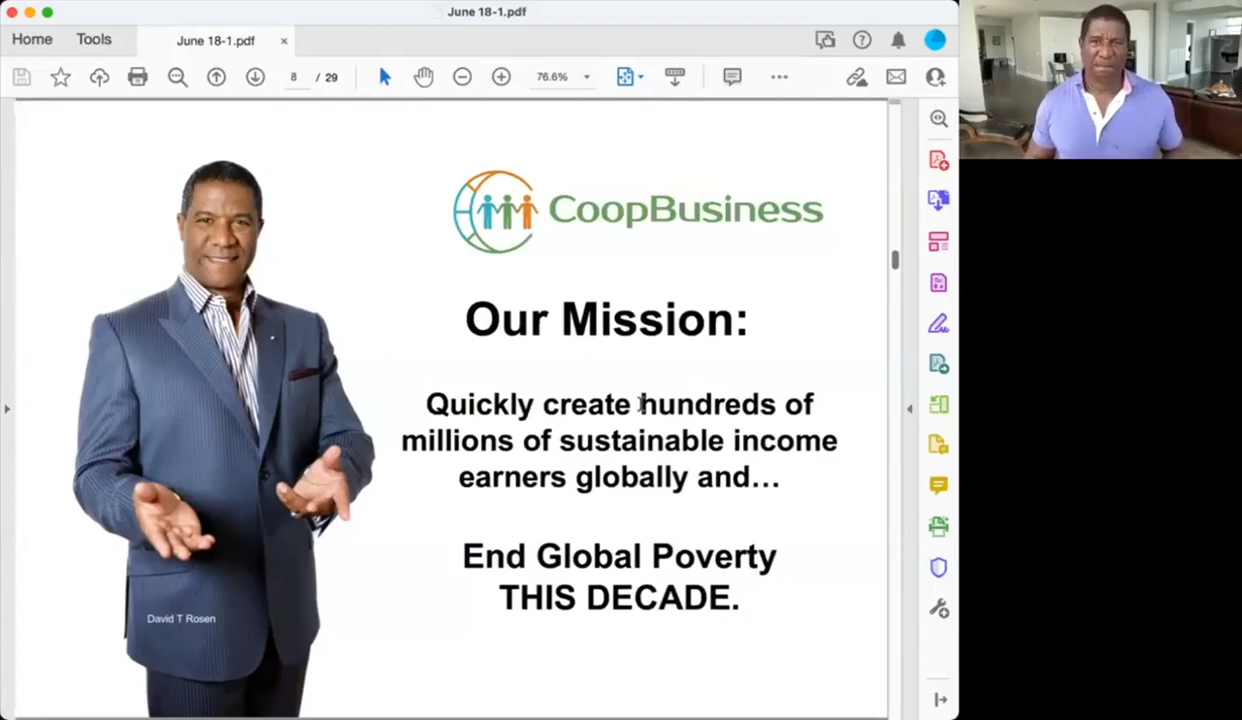 June 18-1.pdf
Home
Tools
June 18-1.pdf
8 / 29
76.6%
CoopBusiness
Our Mission:
Quickly create hundreds of
millions of sustainable income
earners globally and...
End Global Poverty
THIS DECADE.
David T Rosen